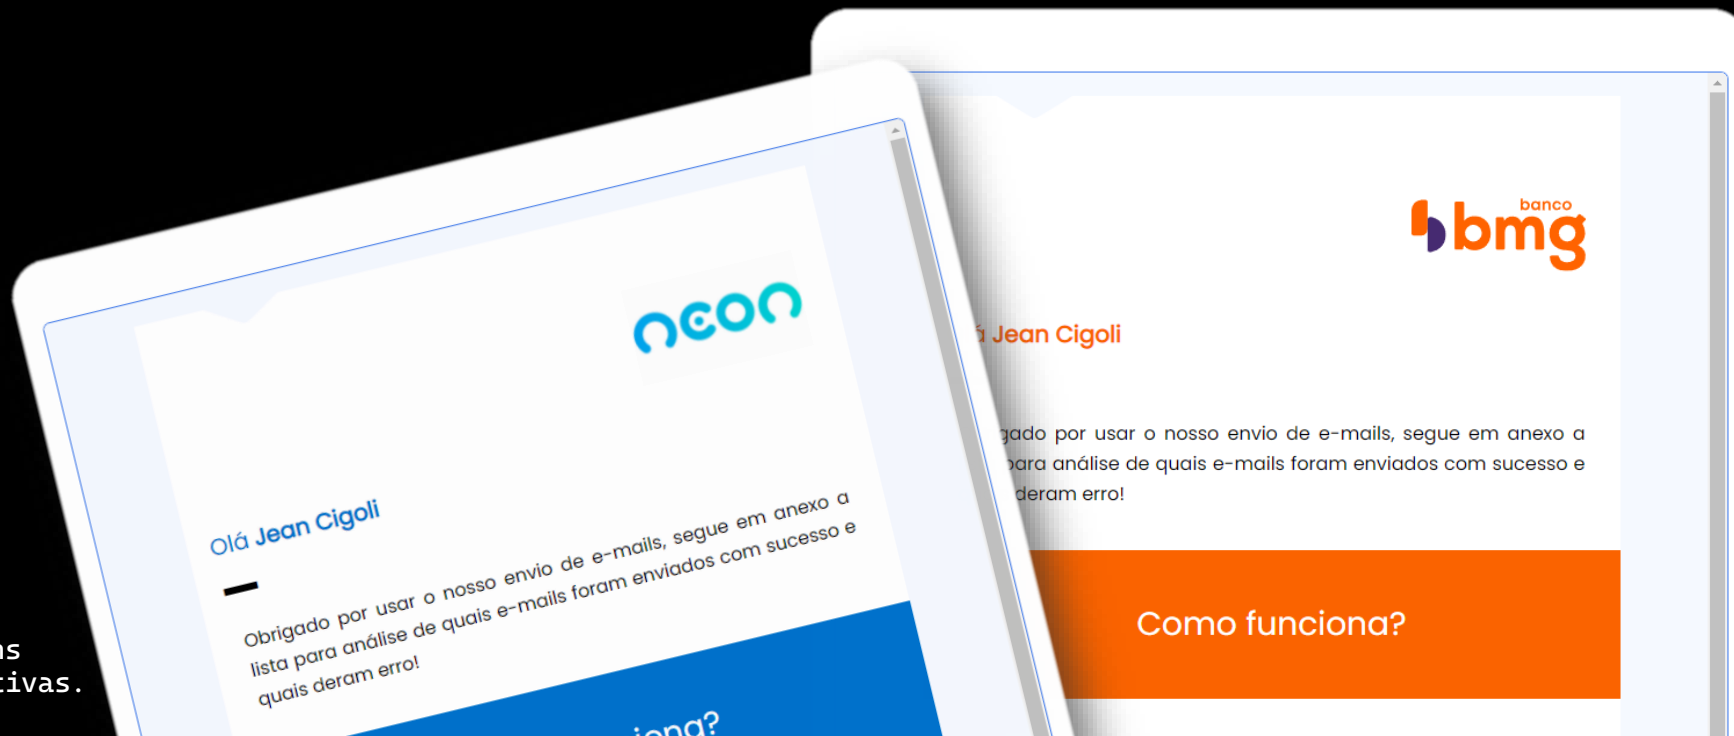 neon
Olá Jean Cigoli
Obrigado por usar o nosso envio de e-mails, segue em anexo a
lista para análise de quais e-mails foram enviados com sucesso e
quais deram erro!
banco
bmg
Jean Cigoli
por usar o nosso envio de e-mails, segue em anexo a
análise de quais e-mails foram enviados com sucesso e
deram erro!
Como funciona?